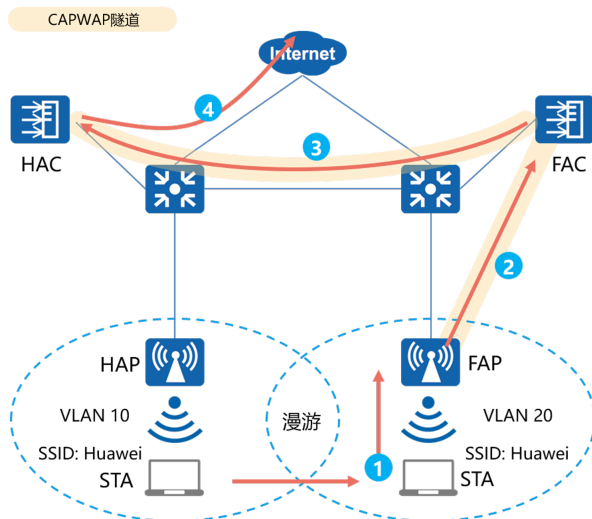 CAPWAP隧道
Internet
4
HAC
3
FAC
2
HAP
FAP
VLAN 10
漫游
VLAN 20
SSID: Huawei
SSID: Huawei
STA
1
STA